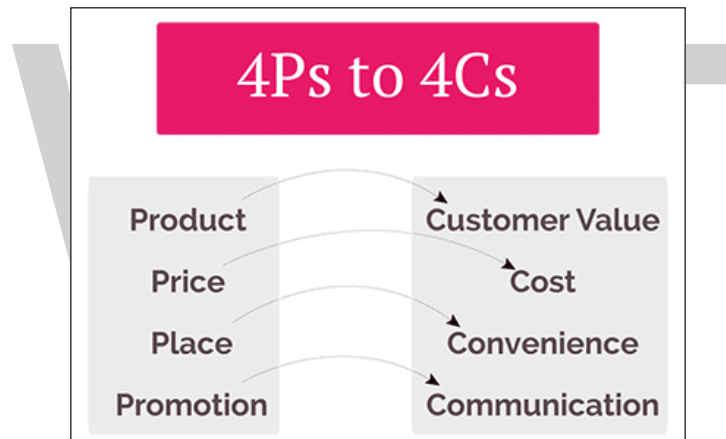 4Ps to 4Cs
Product
Customer Value
Price
Cost
Place
Convenience
Promotion
Communication